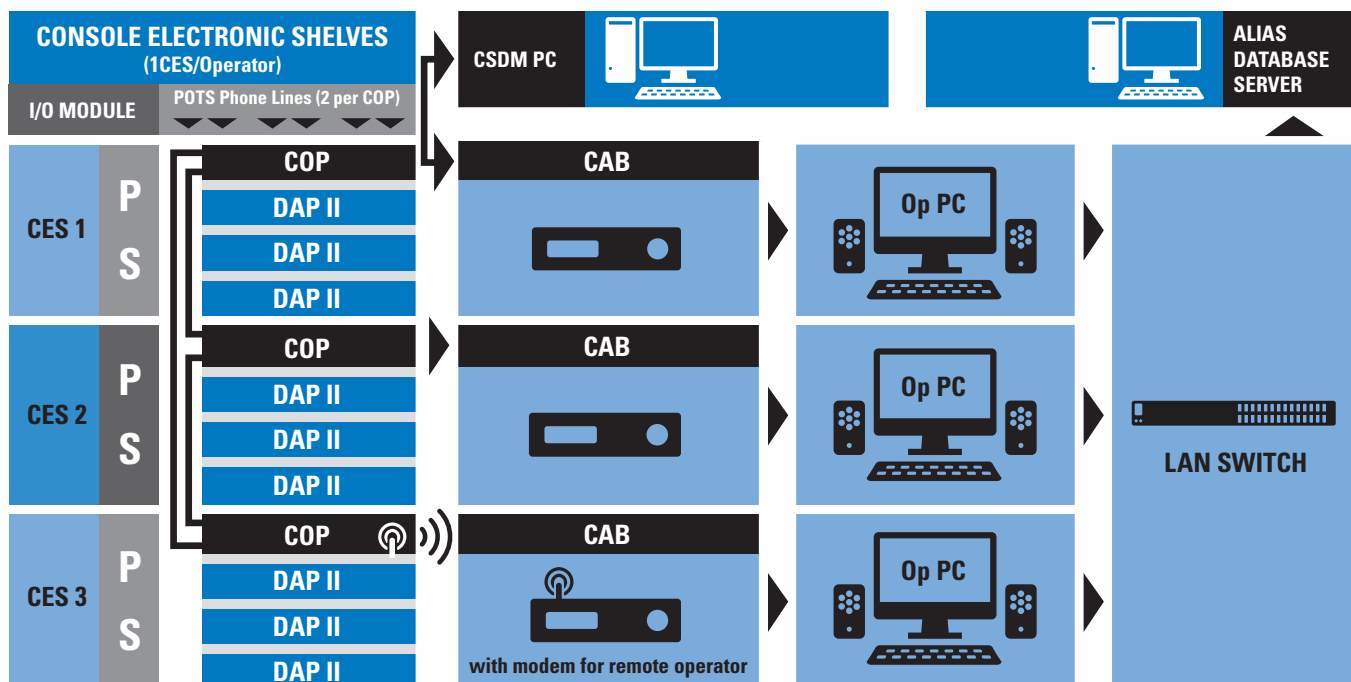 CONSOLE ELECTRONIC SHELVES
(1CES/Operator)
I/O MODULE
POTS Phone Lines (2 per COP)
CSDM PC
ALIAS
DATABASE
SERVER
CES 1
P
S
COP
DAP II
DAP II
DAP II
CAB
Op PC
CES 2
P
S
COP
DAP II
DAP II
DAP II
CAB
Op PC
LAN SWITCH
CES 3
P
S
COP
DAP II
DAP II
DAP II
CAB
with modem for remote operator
Op PC